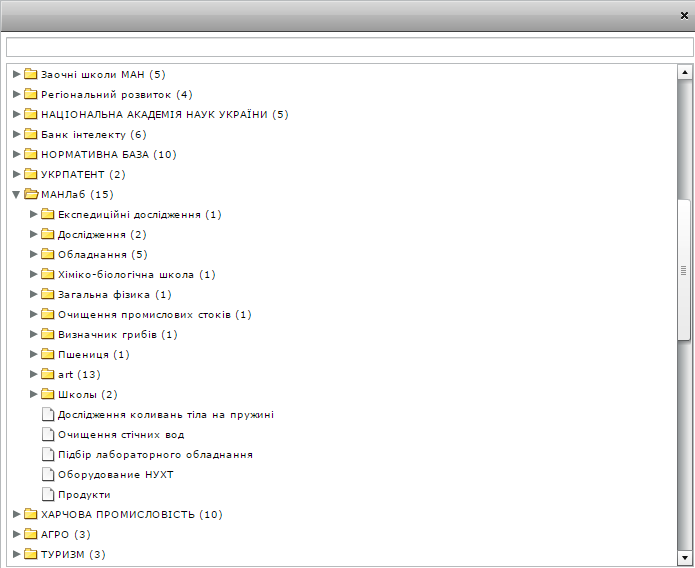 Заочні школи МАН (5)
Регіональний розвиток (4)
НАЦІОНАЛЬНА АКАДЕМІЯ НАУК УКРАЇНИ (5)
Банк інтелекту (6)
НОРМАТИВНА БАЗА (10)
УКРПАТЕНТ (2)
МАНЛаб (15)
Експедиційні дослідження (1)
Дослідження (2)
Обладнання (5)
Хіміко-біологічна школа (1)
Загальна фізика (1)
Очищення промислових стоків (1)
Визначник грибів (1)
Пшениця (1)
art (13)
Школы (2)
Дослідження коливань тіла на пружині
Очищення стічних вод
Підбір лабораторного обладнання
Оборудование НУХТ
Продукти
ХАРЧОВА ПРОМИСЛОВІСТЬ (10)
АГРО (3)
ТУРИЗМ (3)